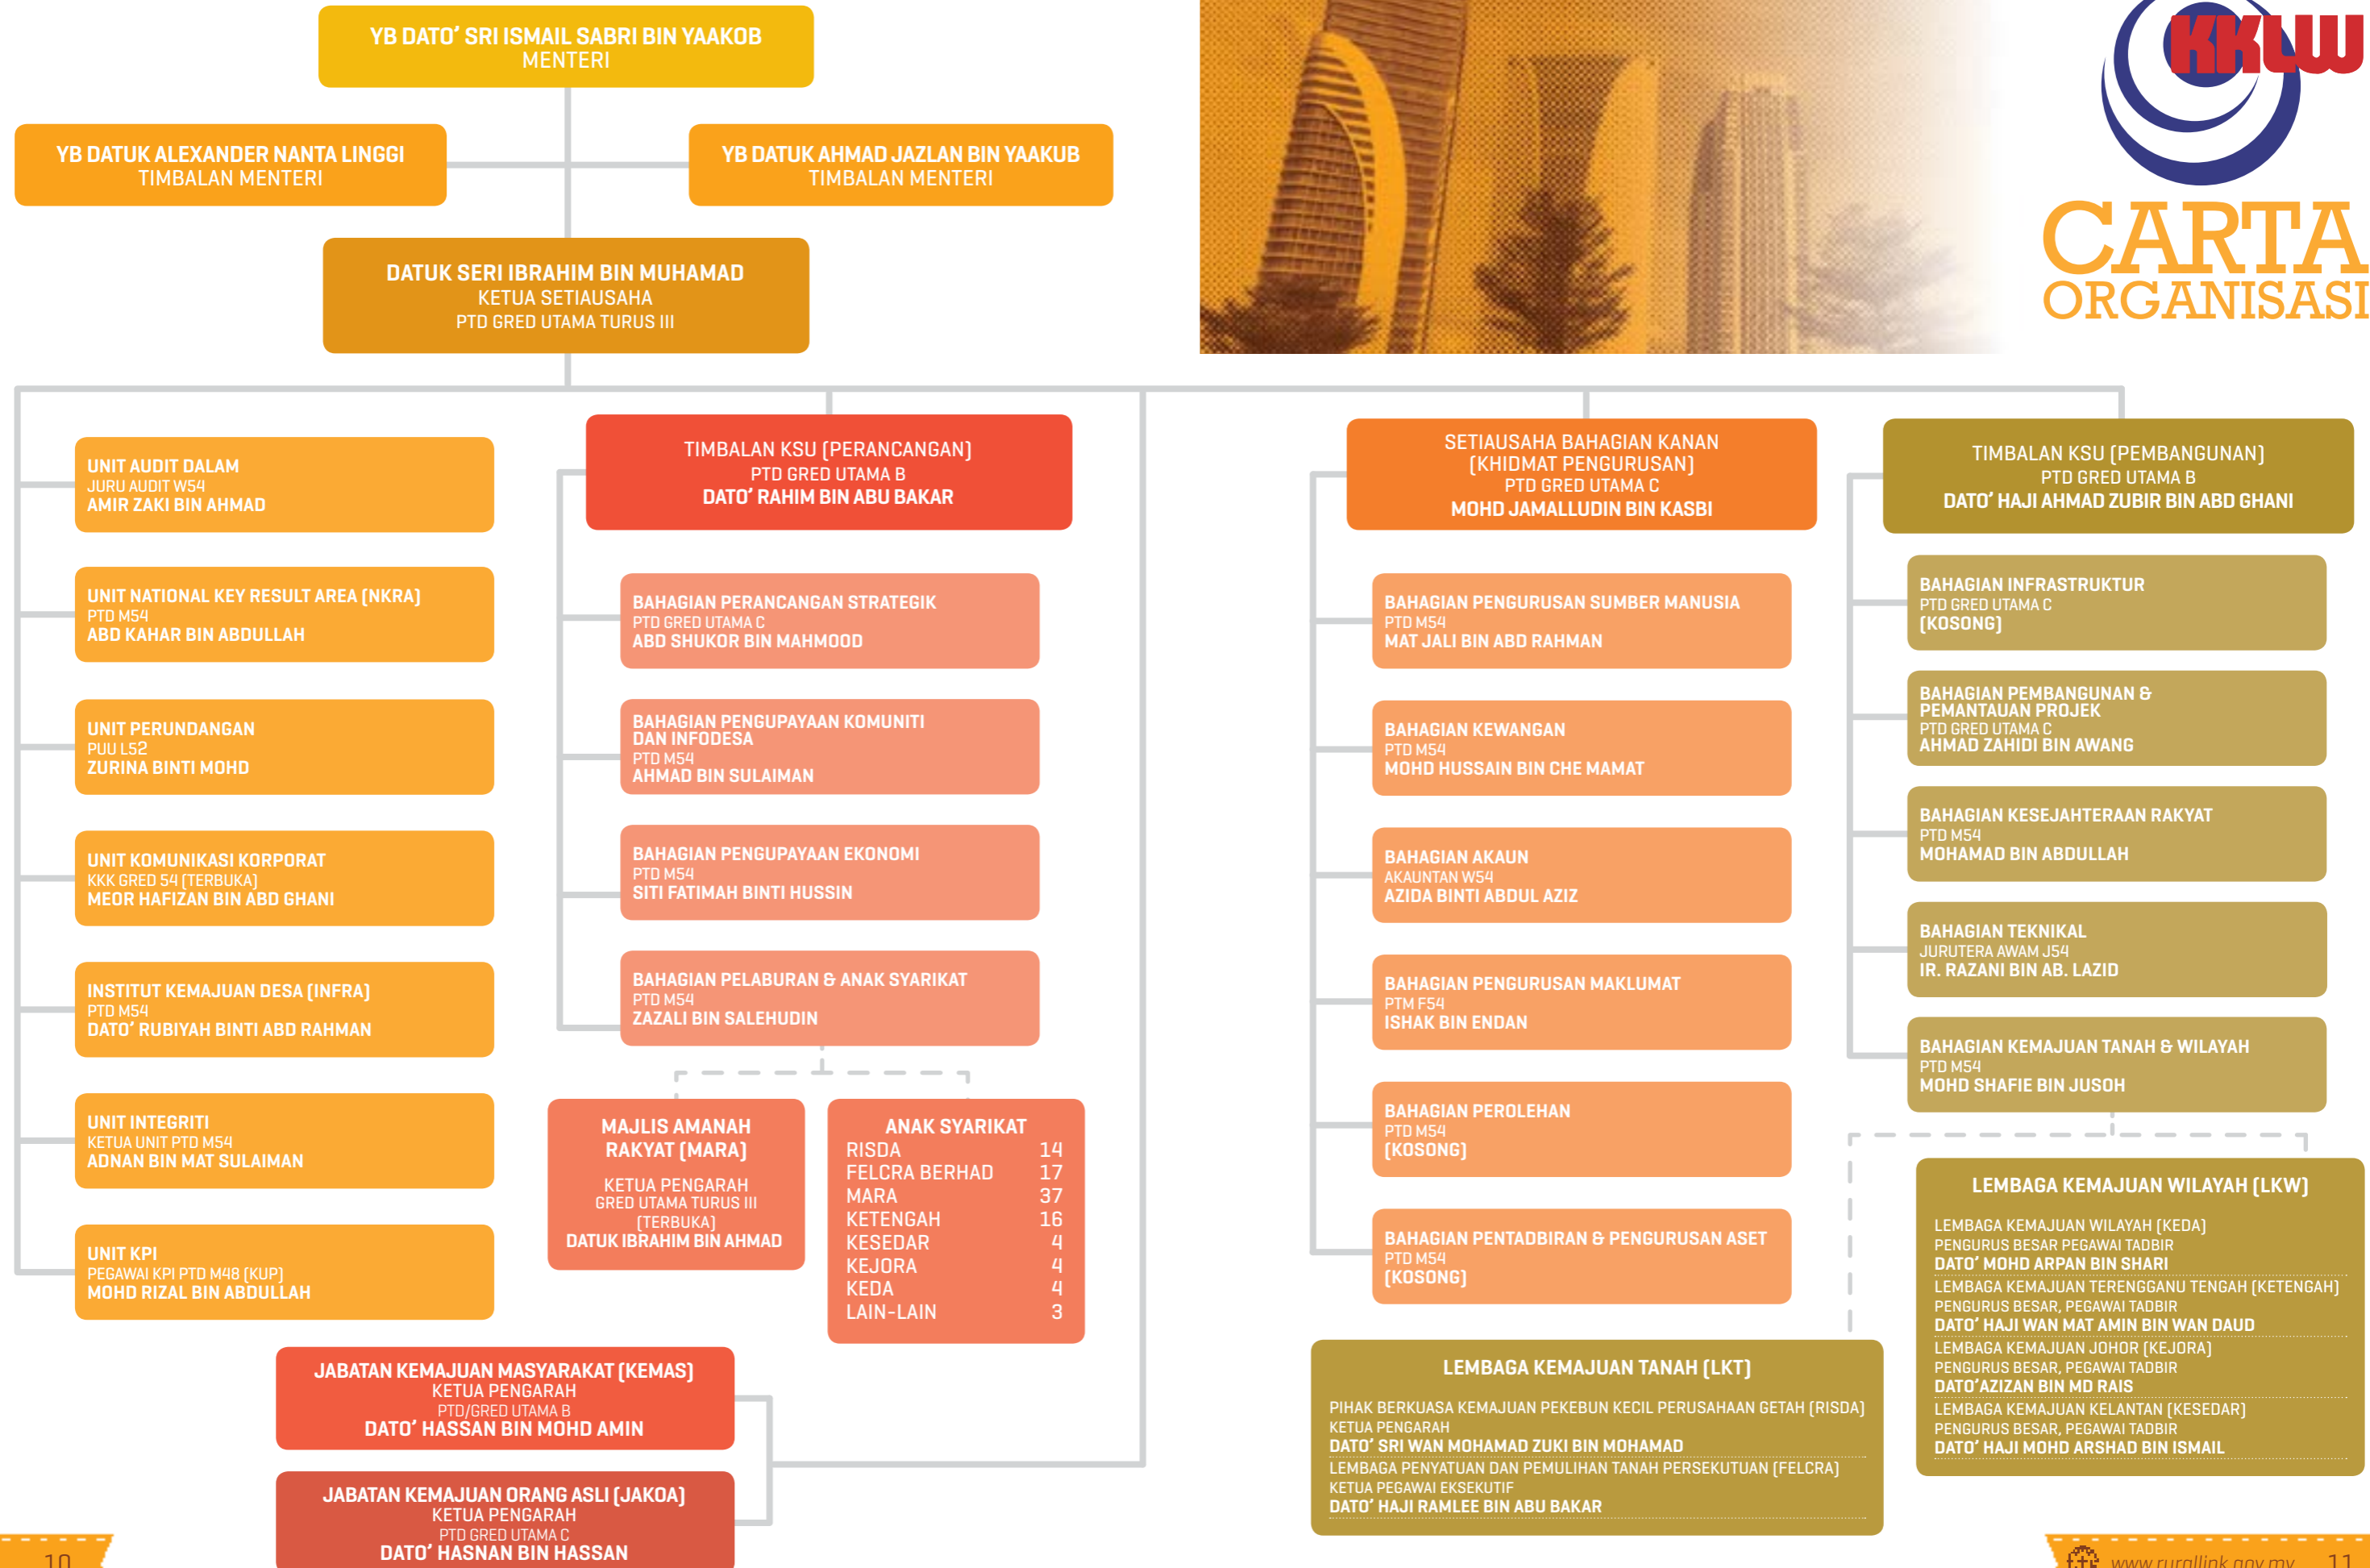 YB DATO’ SRI ISMAIL SABRI BIN YAAKOB
MENTERI
YB DATUK ALEXANDER NANTA LINGGI
TIMBALAN MENTERI
YB DATUK AHMAD JAZLAN BIN YAAKUB
TIMBALAN MENTERI
DATUK SERI IBRAHIM BIN MUHAMAD
KETUA SETIAUSAHA
PTD GRED UTAMA TURUS III
KKLW
CARTA
ORGANISASI
UNIT AUDIT DALAM
JURU AUDIT W54
AMIR ZAKI BIN AHMAD
UNIT NATIONAL KEY RESULT AREA (NKRA)
PTD M54
ABD KAHAR BIN ABDULLAH
UNIT PERUNDANGAN
PUU L52
ZURINA BINTI MOHD
UNIT KOMUNIKASI KORPORAT
KKK GRED 54 (TERBUKA)
MEOR HAFIZAN BIN ABD GHANI
INSTITUT KEMAJUAN DESA (INFRA)
PTD M54
DATO’ RUBIYAH BINTI ABD RAHMAN
UNIT INTEGRITI
KETUA UNIT PTD M54
ADNAN BIN MAT SULAIMAN
UNIT KPI
PEGAWAI KPI PTD M48 (KUP)
MOHD RIZAL BIN ABDULLAH
TIMBALAN KSU (PERANCANGAN)
PTD GRED UTAMA B
DATO’ RAHIM BIN ABU BAKAR
BAHAGIAN PERANCANGAN STRATEGIK
PTD GRED UTAMA C
ABD SHUKOR BIN MAHMOOD
BAHAGIAN PENGUPAYAAN KOMUNITI
DAN INFODESA
PTD M54
AHMAD BIN SULAIMAN
BAHAGIAN PENGUPAYAAN EKONOMI
PTD M54
SITI FATIMAH BINTI HUSSIN
BAHAGIAN PELABURAN & ANAK SYARIKAT
PTD M54
ZAZALI BIN SALEHUDIN
MAJLIS AMANAH
RAKYAT (MARA)
KETUA PENGARAH
GRED UTAMA TURUS III
(TERBUKA)
DATUK IBRAHIM BIN AHMAD
ANAK SYARIKAT
RISDA 14
FELCRA BERHAD 17
MARA 37
KETENGAH 16
KESEDAR 4
KEJORA 4
KEDA 4
LAIN-LAIN 3
JABATAN KEMAJUAN MASYARAKAT (KEMAS)
KETUA PENGARAH
PTD/GRED UTAMA B
DATO’ HASSAN BIN MOHD AMIN
JABATAN KEMAJUAN ORANG ASLI (JAKOA)
KETUA PENGARAH
PTD GRED UTAMA C
DATO’ HASNAN BIN HASSAN
SETIAUSAHA BAHAGIAN KANAN
(KHIDMAT PENGURUSAN)
PTD GRED UTAMA C
MOHD JAMALLUDIN BIN KASBI
BAHAGIAN PENGURUSAN SUMBER MANUSIA
PTD M54
MAT JALI BIN ABD RAHMAN
BAHAGIAN KEWANGAN
PTD M54
MOHD HUSSAIN BIN CHE MAMAT
BAHAGIAN AKAUN
AKAUNTAN W54
AZIDA BINTI ABDUL AZIZ
BAHAGIAN PENGURUSAN MAKLUMAT
PTM F54
ISHAK BIN ENDAN
BAHAGIAN PEROLEHAN
PTD M54
(KOSONG)
BAHAGIAN PENTADBIRAN & PENGURUSAN ASET
PTD M54
(KOSONG)
TIMBALAN KSU (PEMBANGUNAN)
PTD GRED UTAMA B
DATO’ HAJI AHMAD ZUBIR BIN ABD GHANI
BAHAGIAN INFRASTRUKTUR
PTD GRED UTAMA C
(KOSONG)
BAHAGIAN PEMBANGUNAN &
PEMANTAUAN PROJEK
PTD GRED UTAMA C
AHMAD ZAHIDI BIN AWANG
BAHAGIAN KESEJAHTERAAN RAKYAT
PTD M54
MOHAMAD BIN ABDULLAH
BAHAGIAN TEKNIKAL
JURUTERA AWAM J54
IR. RAZANI BIN AB. LAZID
BAHAGIAN KEMAJUAN TANAH & WILAYAH
PTD M54
MOHD SHAFIE BIN JUSOH
LEMBAGA KEMAJUAN TANAH (LKT)
PIHAK BERKUASA KEMAJUAN PEKEBUN KECIL PERUSAHAAN GETAH (RISDA)
KETUA PENGARAH
DATO’ SRI WAN MOHAMAD ZUKI BIN MOHAMAD
LEMBAGA PENYATUAN DAN PEMULIHAN TANAH PERSEKUTUAN (FELCRA)
KETUA PEGAWAI EKSEKUTIF
DATO’ HAJI RAMLEE BIN ABU BAKAR
LEMBAGA KEMAJUAN WILAYAH (LKW)
LEMBAGA KEMAJUAN WILAYAH (KEDA)
PENGURUS BESAR PEGAWAI TADBIR
DATO’ MOHD ARPAN BIN SHARI
LEMBAGA KEMAJUAN TERENGGANU TENGAH (KETENGAH)
PENGURUS BESAR, PEGAWAI TADBIR
DATO’ HAJI WAN MAT AMIN BIN WAN DAUD
LEMBAGA KEMAJUAN JOHOR (KEJORA)
PENGURUS BESAR, PEGAWAI TADBIR
DATO’AZIZAN BIN MD RAIS
LEMBAGA KEMAJUAN KELANTAN (KESEDAR)
PENGURUS BESAR, PEGAWAI TADBIR
DATO’ HAJI MOHD ARSHAD BIN ISMAIL
10
www.rurallink.gov.my 11